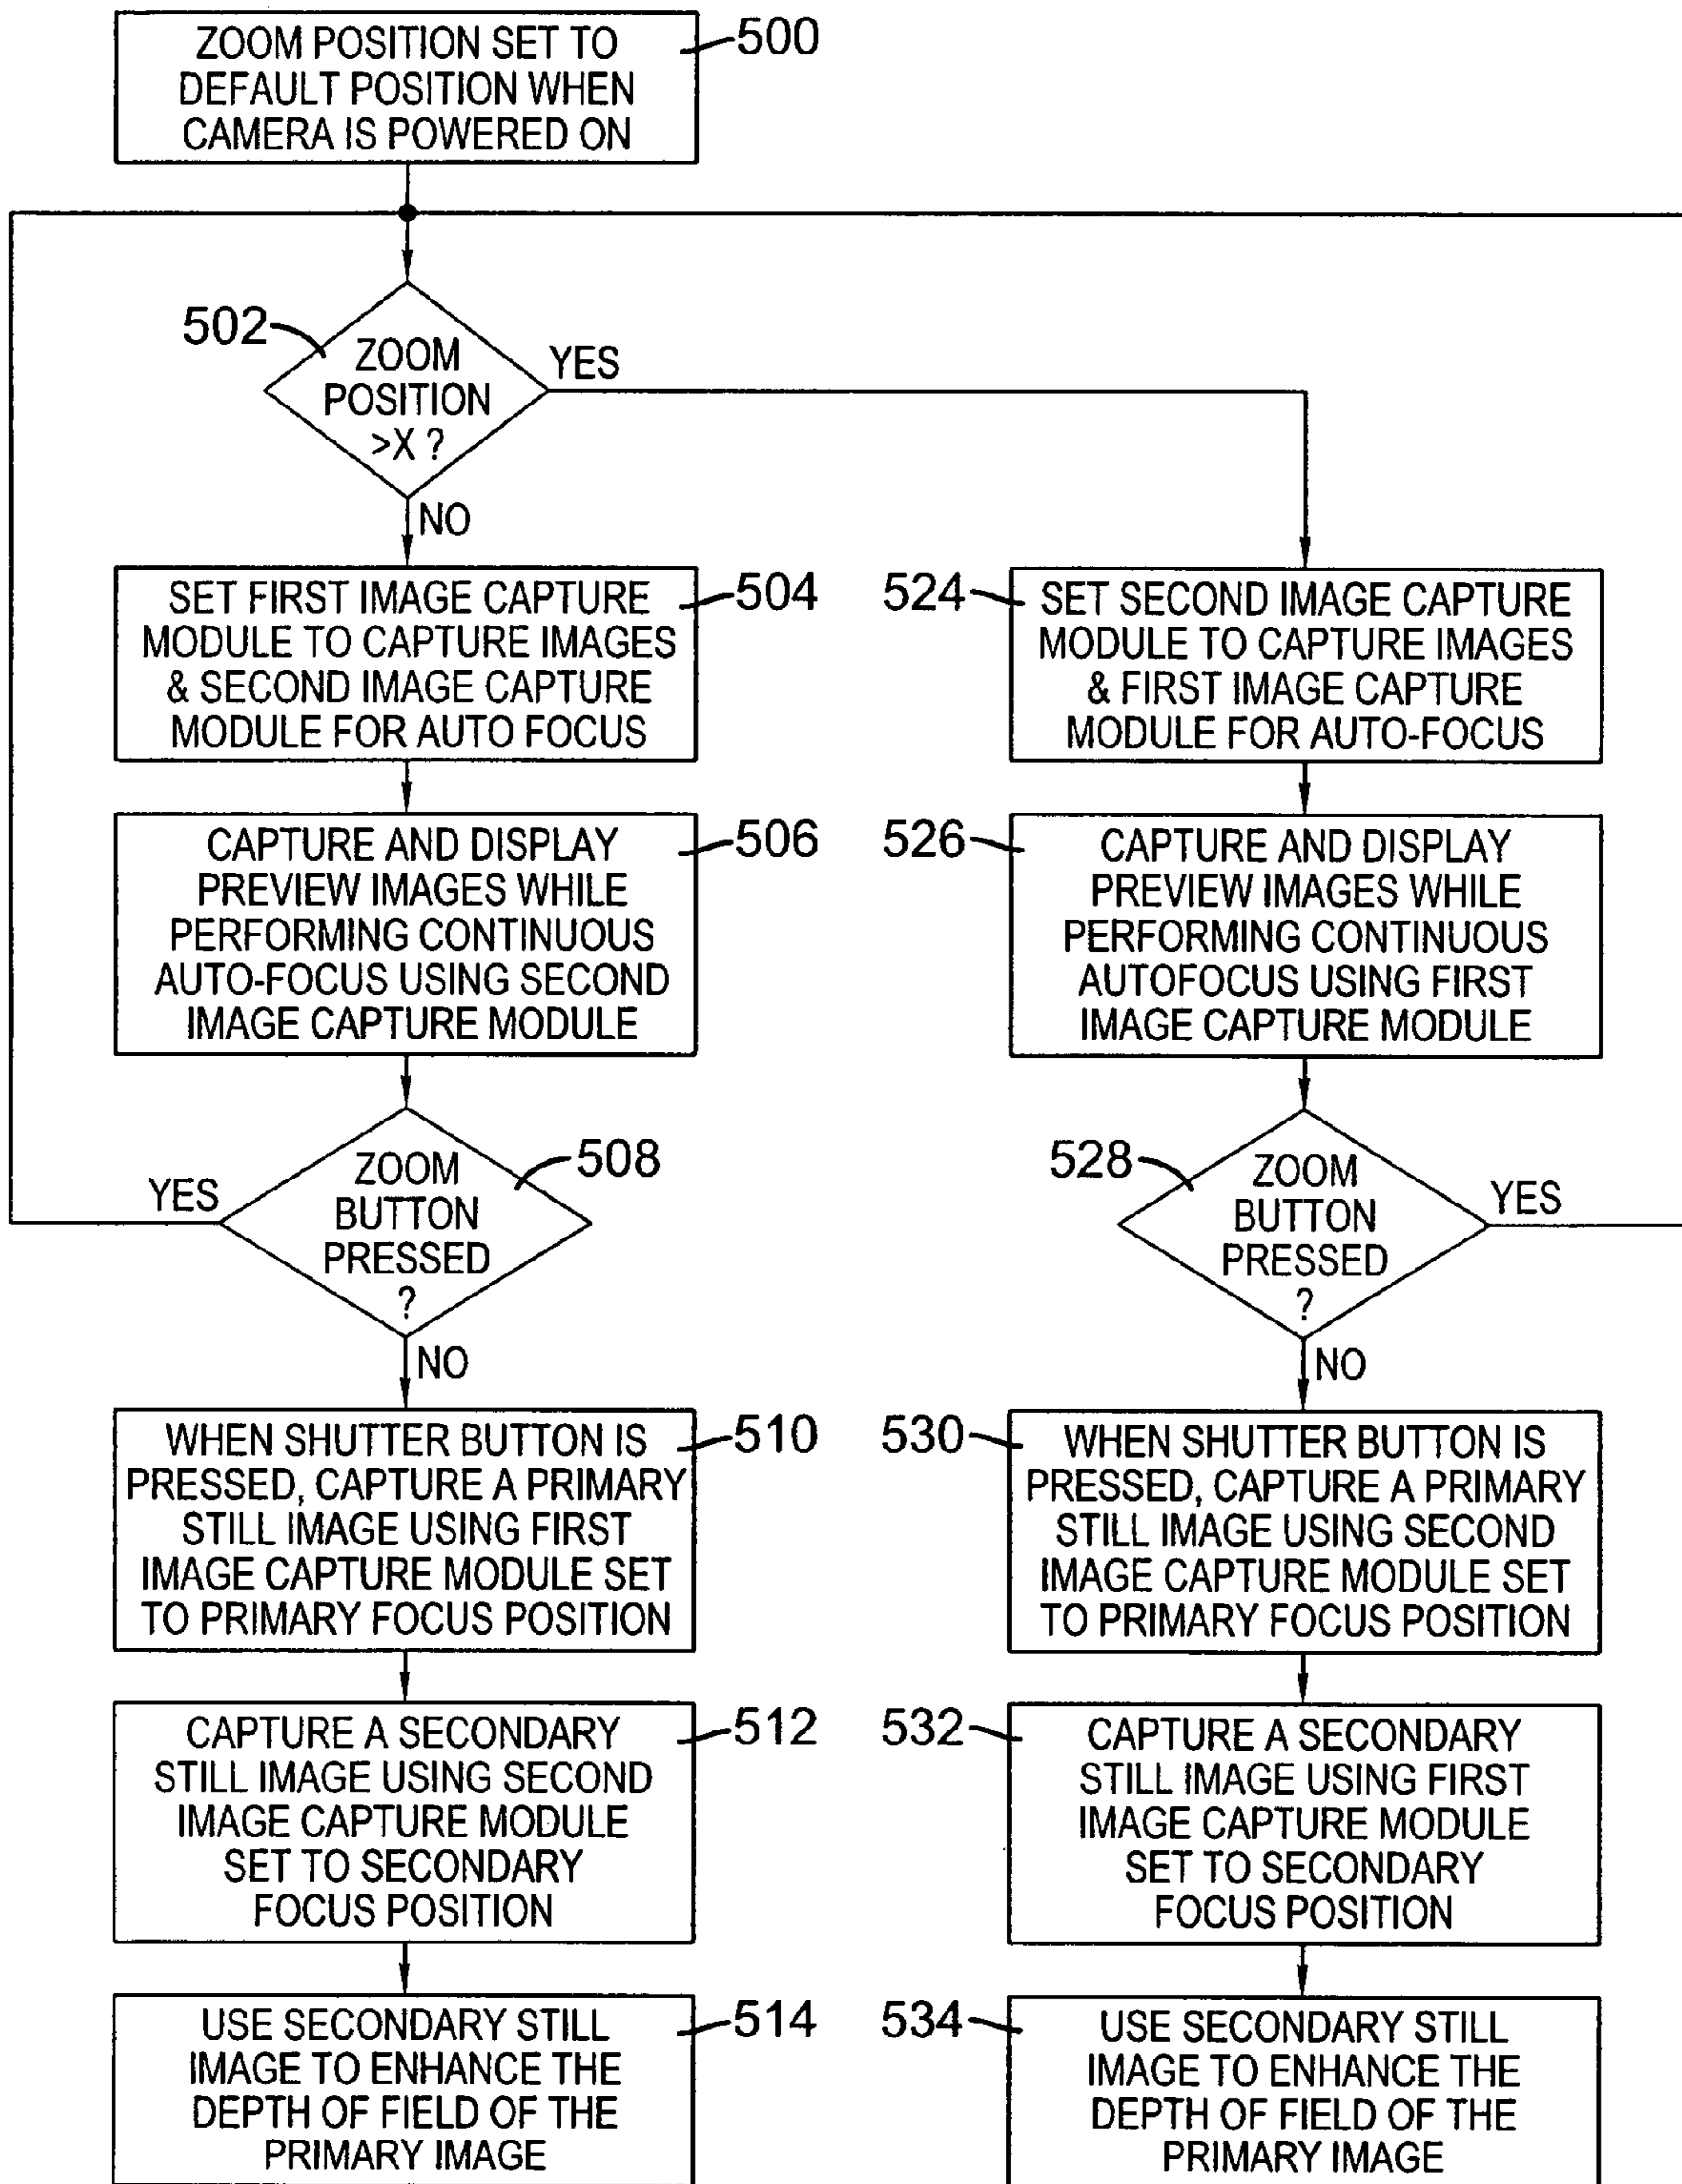 ZOOM POSITION SET TO
DEFAULT POSITION WHEN
CAMERA IS POWERED ON
500
502
ZOOM
POSITION
>X ?
YES
NO
SET FIRST IMAGE CAPTURE
MODULE TO CAPTURE IMAGES
& SECOND IMAGE CAPTURE
MODULE FOR AUTO FOCUS
504
524
SET SECOND IMAGE CAPTURE
MODULE TO CAPTURE IMAGES
& FIRST IMAGE CAPTURE
MODULE FOR AUTO-FOCUS
CAPTURE AND DISPLAY
PREVIEW IMAGES WHILE
PERFORMING CONTINUOUS
AUTO-FOCUS USING SECOND
IMAGE CAPTURE MODULE
506
526
CAPTURE AND DISPLAY
PREVIEW IMAGES WHILE
PERFORMING CONTINUOUS
AUTOFOCUS USING FIRST
IMAGE CAPTURE MODULE
YES
ZOOM
BUTTON
PRESSED
?
508
NO
528
ZOOM
BUTTON
PRESSED
?
YES
NO
WHEN SHUTTER BUTTON IS
PRESSED, CAPTURE A PRIMARY
STILL IMAGE USING FIRST
IMAGE CAPTURE MODULE SET
TO PRIMARY FOCUS POSITION
510
530
WHEN SHUTTER BUTTON IS
PRESSED, CAPTURE A PRIMARY
STILL IMAGE USING SECOND
IMAGE CAPTURE MODULE SET
TO PRIMARY FOCUS POSITION
CAPTURE A SECONDARY
STILL IMAGE USING SECOND
IMAGE CAPTURE MODULE
SET TO SECONDARY
FOCUS POSITION
512
532
CAPTURE A SECONDARY
STILL IMAGE USING FIRST
IMAGE CAPTURE MODULE
SET TO SECONDARY
FOCUS POSITION
USE SECONDARY STILL
IMAGE TO ENHANCE THE
DEPTH OF FIELD OF THE
PRIMARY IMAGE
514
534
USE SECONDARY STILL
IMAGE TO ENHANCE THE
DEPTH OF FIELD OF THE
PRIMARY IMAGE